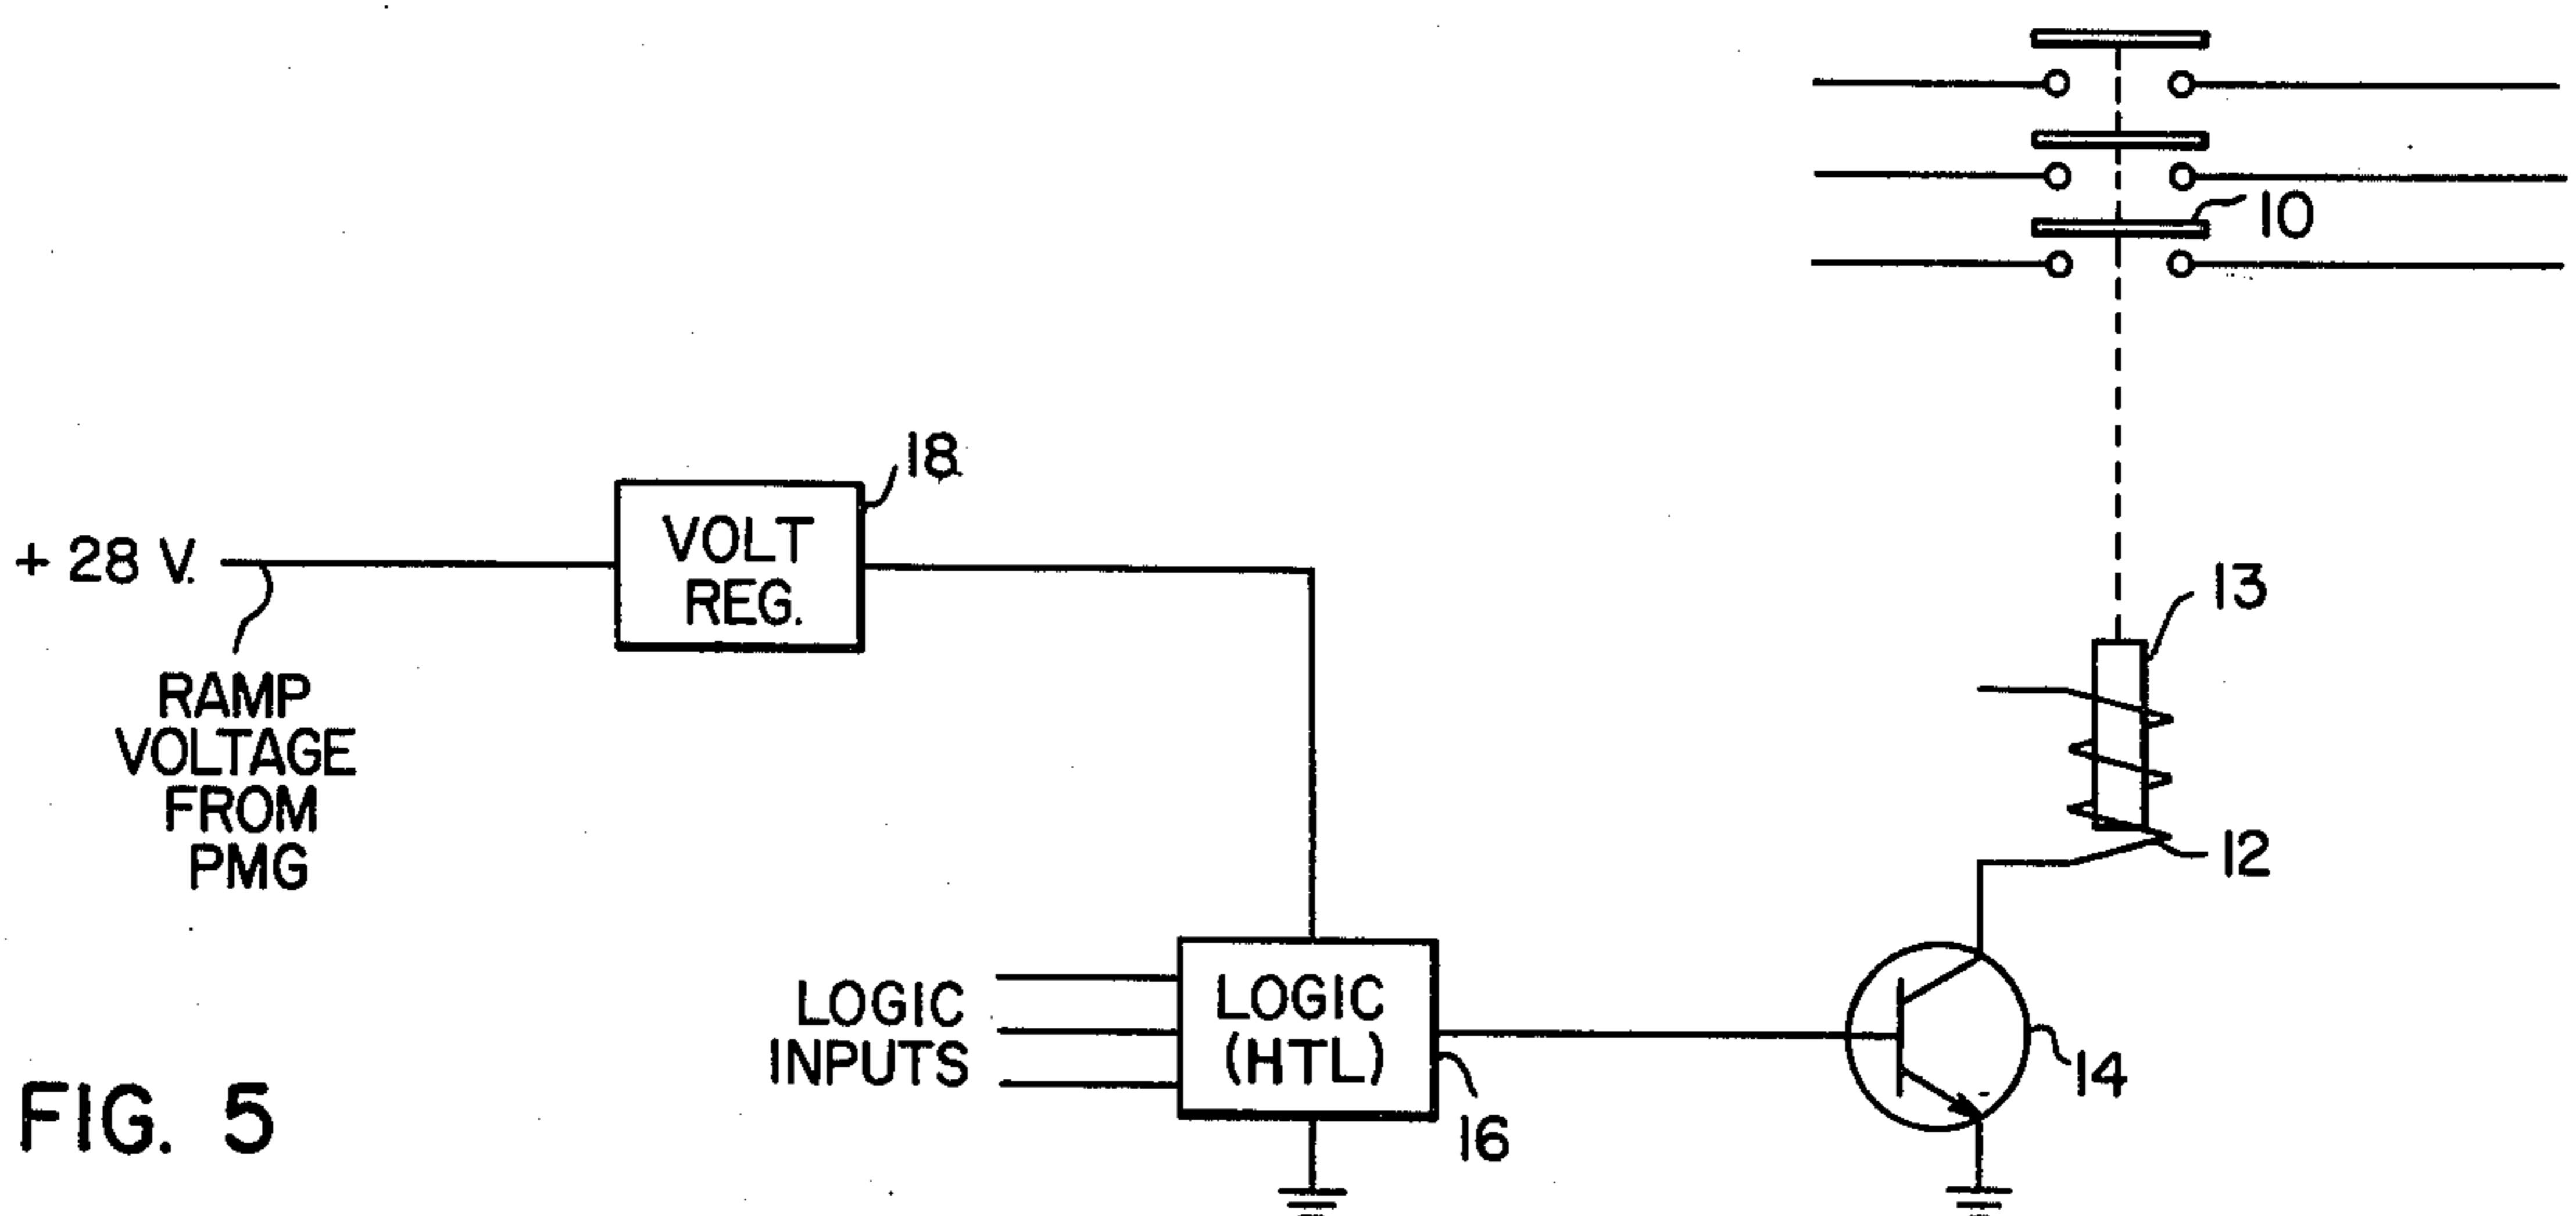 10
18
+ 28 V.
VOLT
REG.
13
RAMP
VOLTAGE
FROM
PMG
12
LOGIC
INPUTS
LOGIC
(HTL)
14
16
FIG. 5